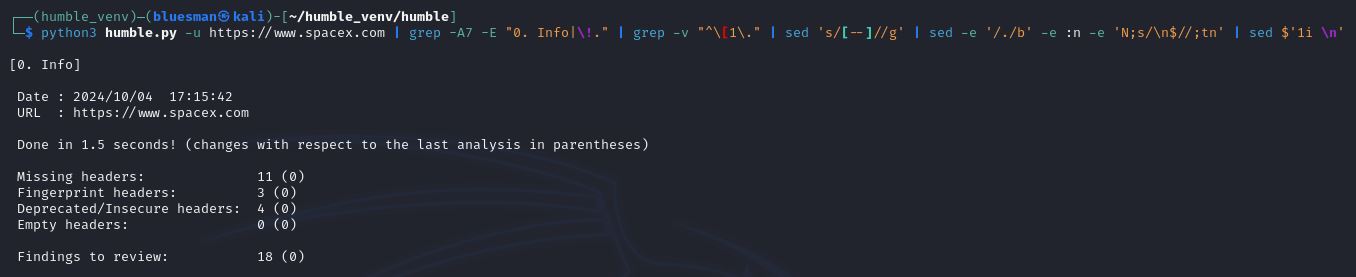 ┌──(humble_venv)─(bluesman㉿kali)-[~/humble_venv/humble]
└─$ python3 humble.py -u https://www.spacex.com | grep -A7 -E "0. Info|\!." | grep -v "^\[1\." | sed 's/[--]//g' | sed -e '/./b' -e :n -e 'N;s/\n$//;tn' | sed $'1i \n'
[0. Info]
Date : 2024/10/04  17:15:42
URL  : https://www.spacex.com
Done in 1.5 seconds! (changes with respect to the last analysis in parentheses)
Missing headers:              11 (0)
Fingerprint headers:          3 (0)
Deprecated/Insecure headers:  4 (0)
Empty headers:                0 (0)
Findings to review:           18 (0)